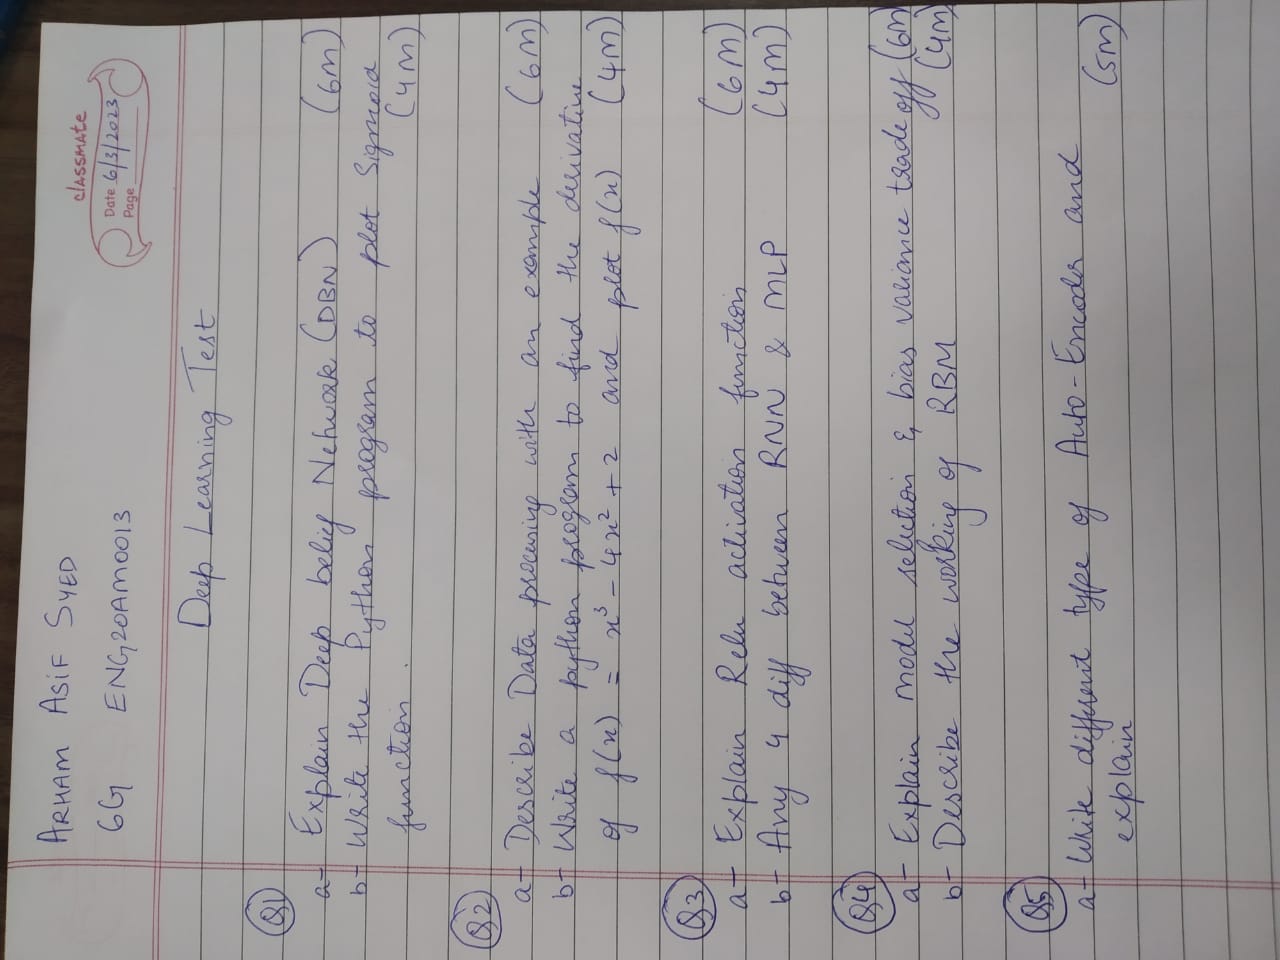 classmate
Date 6/3/2023
Page
ARHAM ASIF SYED
6G ENG20AM0013
Deep Learning Test
Q1
a- Explain Deep belief Network (DBN) (6M)
b- Write the Python program to plot Sigmoid
function. (4M)
Q2
a- Describe Data processing with an example (6M)
b- Write a python program to find the derivative
of f(x) = x³ - 4x² + 2 and plot f(x) (4M)
Q3
a- Explain Relu activation function (6M)
b- Any 4 diff between RNN & MLP (4M)
Q4
a- Explain model selection & bias variance trade off (6M)
b- Describe the working of RBM (4M)
Q5
a- Write different type of Auto-Encoder and
explain (5M)